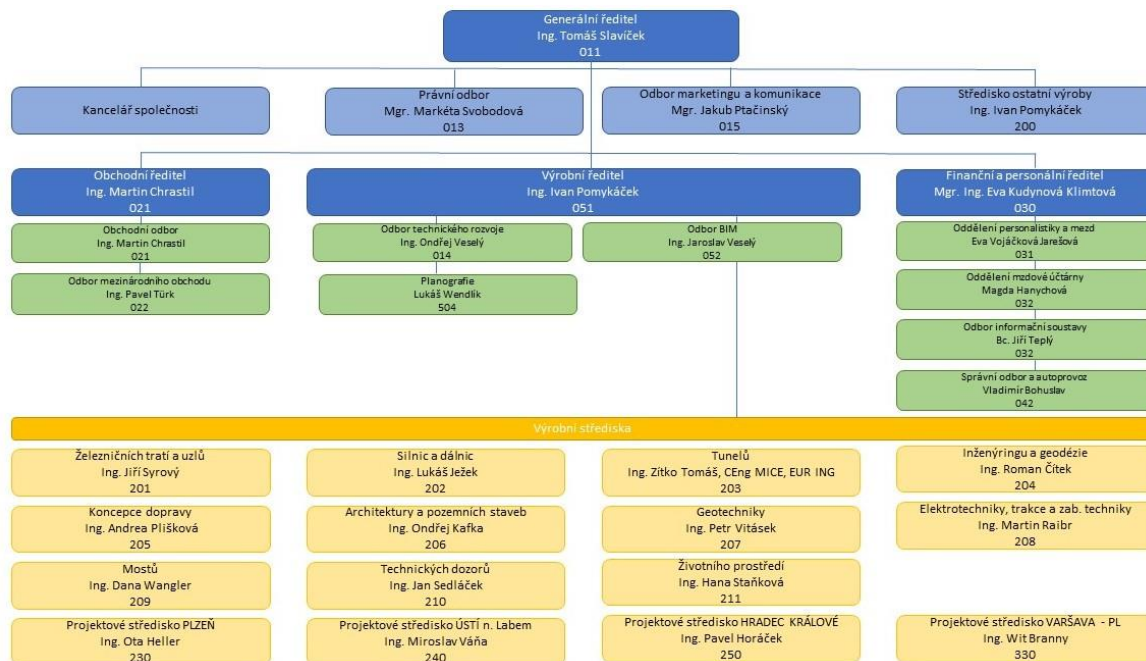 Generální ředitel
Ing. Tomáš Slavíček
011
Kancelář společnosti
Právní odbor
Mgr. Markéta Svobodová
013
Odbor marketingu a komunikace
Mgr. Jakub Ptačinský
015
Středisko ostatní výroby
Ing. Ivan Pomykáček
200
Obchodní ředitel
Ing. Martin Chrastil
021
Výrobní ředitel
Ing. Ivan Pomykáček
051
Finanční a personální ředitel
Mgr. Ing. Eva Kudynová Klimtová
030
Obchodní odbor
Ing. Martin Chrastil
021
Odbor mezinárodního obchodu
Ing. Pavel Türk
022
Odbor technického rozvoje
Ing. Ondřej Veselý
014
Planografie
Lukáš Wendlík
504
Odbor BIM
Ing. Jaroslav Veselý
052
Oddělení personalistiky a mezd
Eva Vojáčková Jarešová
031
Oddělení mzdové účtárny
Magda Hanychová
032
Odbor informační soustavy
Bc. Jiří Teplý
032
Správní odbor a autoprovoz
Vladimír Bohuslav
042
Výrobní střediska
Železničních tratí a uzlů
Ing. Jiří Syrový
201
Silnic a dálnic
Ing. Lukáš Ježek
202
Tunelů
Ing. Zítko Tomáš, CEng MICE, EUR ING
203
Inženýringu a geodézie
Ing. Roman Čítek
204
Koncepce dopravy
Ing. Andrea Plišková
205
Architektury a pozemních staveb
Ing. Ondřej Kafka
206
Geotechniky
Ing. Petr Vitásek
207
Elektrotechniky, trakce a zab. techniky
Ing. Martin Raibr
208
Mostů
Ing. Dana Wangler
209
Technických dozorů
Ing. Jan Sedláček
210
Životního prostředí
Ing. Hana Staňková
211
Projektové středisko PLZEŇ
Ing. Ota Heller
230
Projektové středisko ÚSTÍ n. Labem
Ing. Miroslav Váňa
240
Projektové středisko HRADEC KRÁLOVÉ
Ing. Pavel Horáček
250
Projektové středisko VARŠAVA - PL
Ing. Wit Branny
330